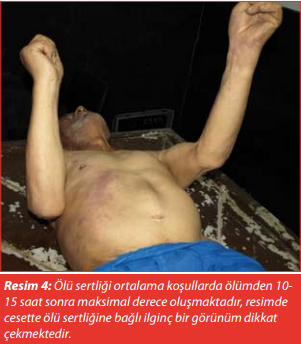 Resim 4: Ölü sertliği ortalama koşullarda ölümden 10-
15 saat sonra maksimal derece oluşmaktadır, resimde
cesette ölü sertliğine bağlı ilginç bir görünüm dikkat
çekmektedir.